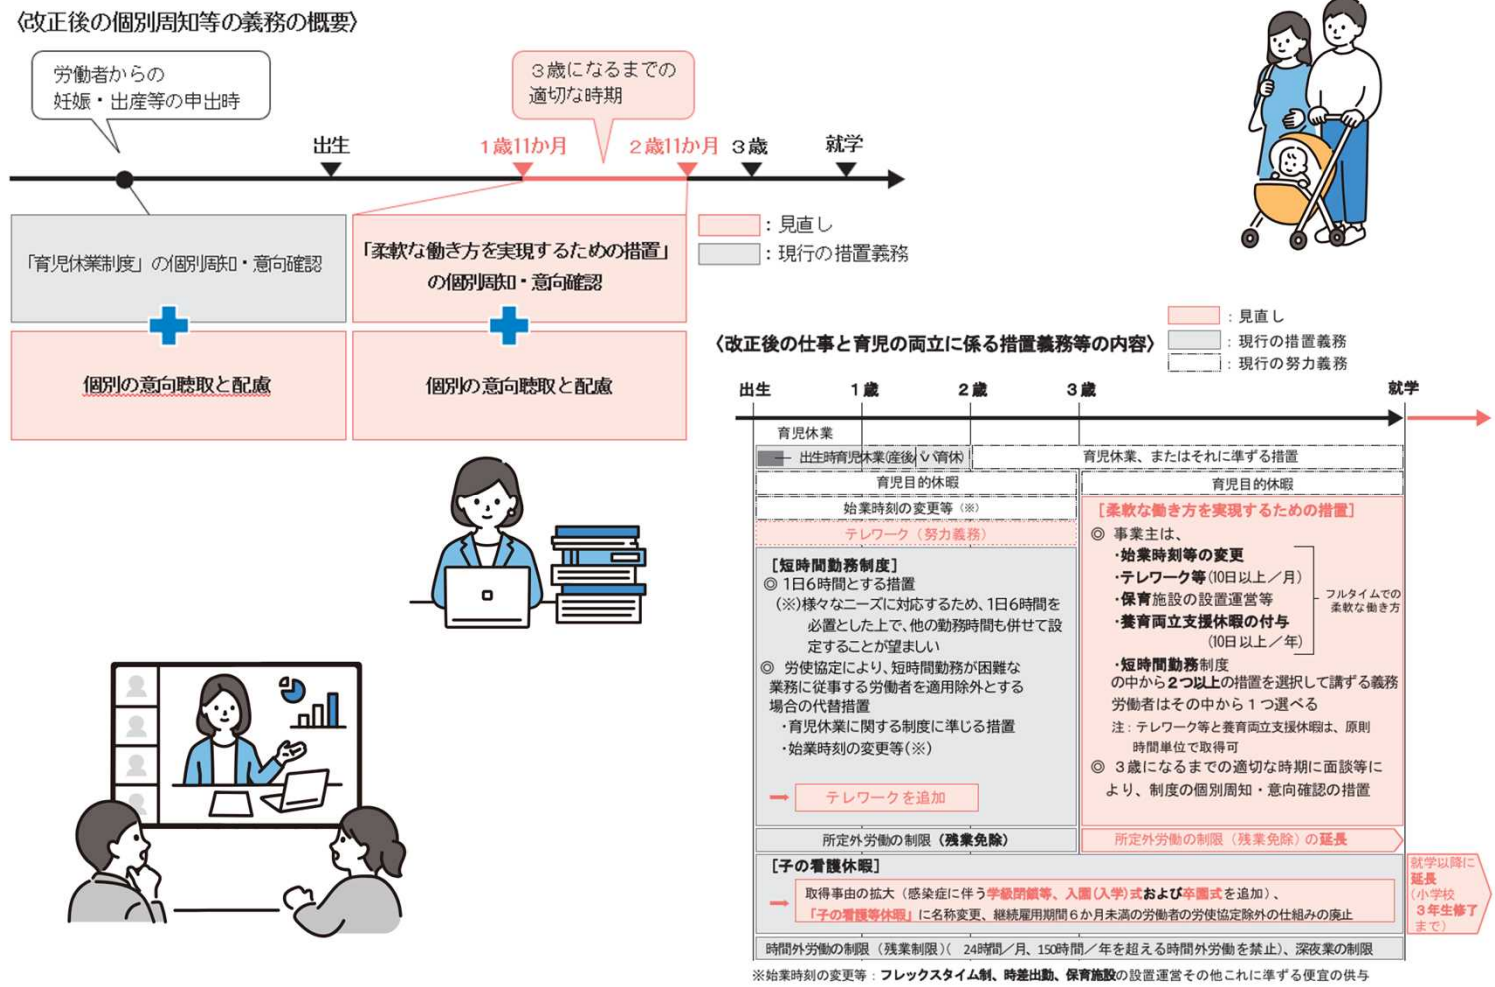 〈改正後の個別周知等の義務の概要〉
労働者からの
妊娠・出産等の申出時
３歳になるまでの
適切な時期
出生
１歳11か月
２歳11か月
３歳
就学
「育児休業制度」の個別周知・意向確認
「柔軟な働き方を実現するための措置」
の個別周知・意向確認
：見直し
：現行の措置義務
個別の意向聴取と配慮
個別の意向聴取と配慮
〈改正後の仕事と育児の両立に係る措置義務等の内容〉
：見直し
：現行の措置義務
：現行の努力義務
出生
１歳
２歳
３歳
就学
育児休業
出生時育児休業(産後パパ育休)
育児休業、またはそれに準ずる措置
育児目的休暇
育児目的休暇
始業時刻の変更等（※）
テレワーク（努力義務）
［短時間勤務制度］
◎ 1日6時間とする措置
(※)様々なニーズに対応するため、1日6時間を
必置とした上で、他の勤務時間も併せて設
定することが望ましい
◎ 労使協定により、短時間勤務が困難な
業務に従事する労働者を適用除外とする
場合の代替措置
・育児休業に関する制度に準じる措置
・始業時刻の変更等(※)
テレワークを追加
［柔軟な働き方を実現するための措置］
◎ 事業主は、
・始業時刻等の変更
・テレワーク等(10日以上／月)
・保育施設の設置運営等
・養育両立支援休暇の付与
(10日以上／年)
フルタイムでの
柔軟な働き方
・短時間勤務制度
の中から２つ以上の措置を選択して講ずる義務
労働者はその中から１つ選べる
注：テレワーク等と養育両立支援休暇は、原則
時間単位で取得可
◎ ３歳になるまでの適切な時期に面談等に
より、制度の個別周知・意向確認の措置
所定外労働の制限（残業免除）
所定外労働の制限（残業免除）の延長
［子の看護休暇］
取得事由の拡大（感染症に伴う学級閉鎖等、入園(入学)式および卒園式を追加）、
「子の看護等休暇」に名称変更、継続雇用期間６か月未満の労働者の労使協定除外の仕組みの廃止
就学以降に
延長
（小学校
３年生修了
まで）
時間外労働の制限（残業制限）( 24時間／月、150時間／年を超える時間外労働を禁止)、深夜業の制限
※始業時刻の変更等：フレックスタイム制、時差出勤、保育施設の設置運営その他これに準ずる便宜の供与